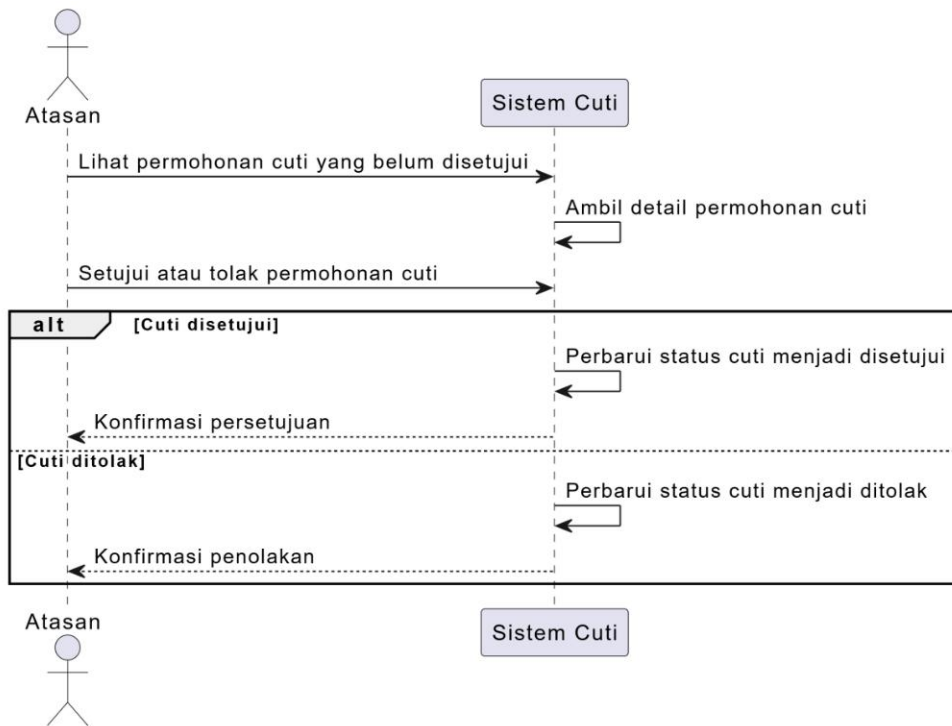 Atasan
Sistem Cuti
Lihat permohonan cuti yang belum disetujui
Ambil detail permohonan cuti
Setujui atau tolak permohonan cuti
alt
[Cuti disetujui]
Perbarui status cuti menjadi disetujui
Konfirmasi persetujuan
[Cuti ditolak]
Perbarui status cuti menjadi ditolak
Konfirmasi penolakan
Atasan
Sistem Cuti